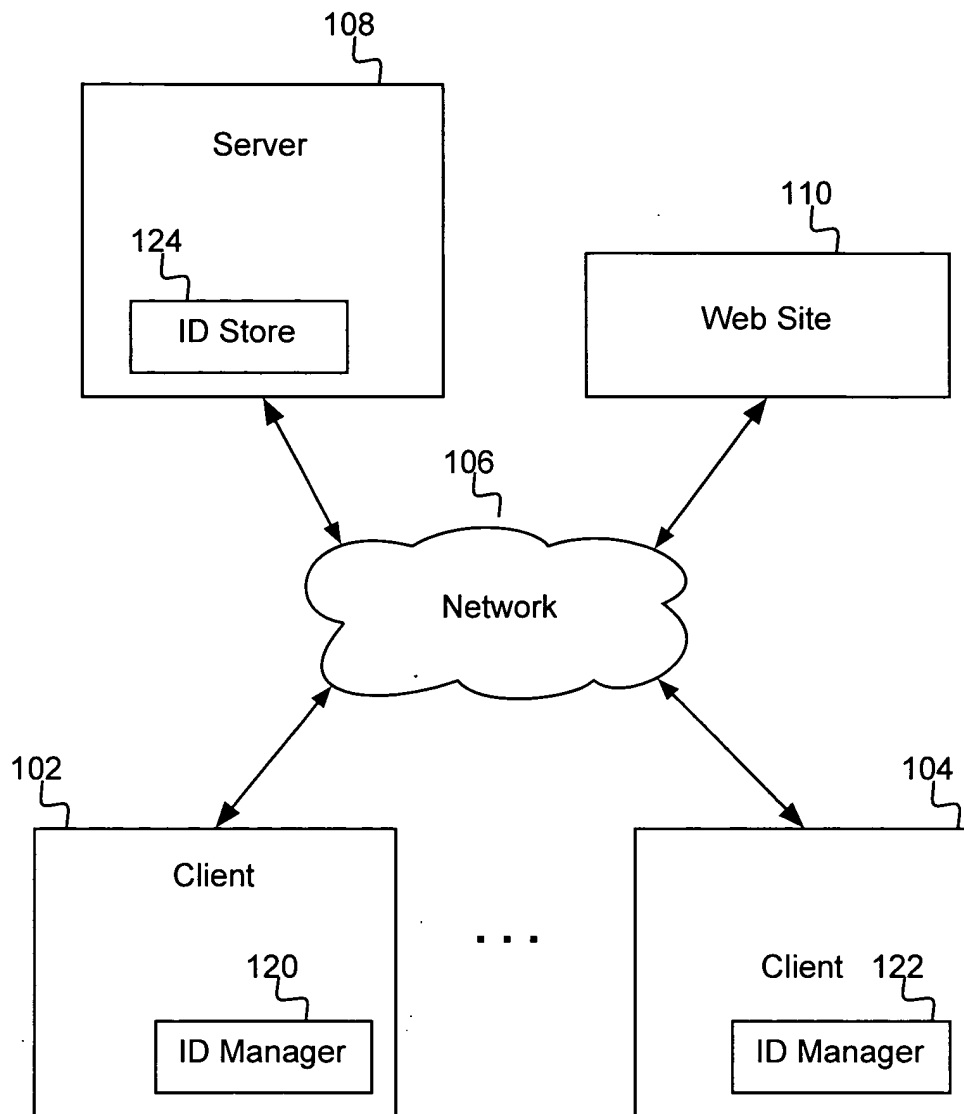 108
Server
124
ID Store
110
Web Site
106
Network
102
Client
120
ID Manager
. . .
104
Client 122
ID Manager